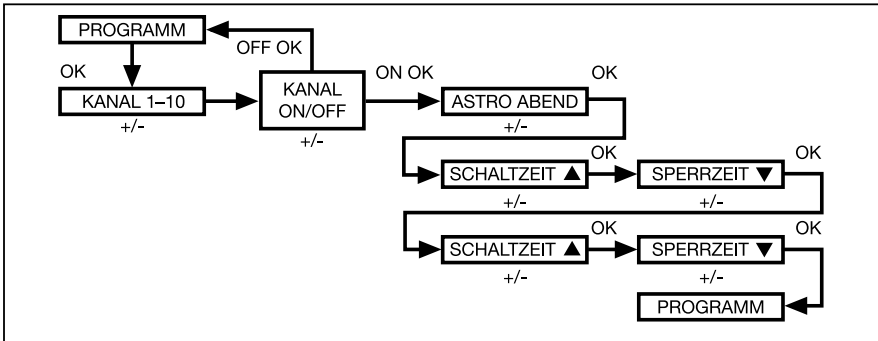 PROGRAMM
OFF OK
OK
KANAL 1–10
+/-
KANAL
ON/OFF
+/-
ON OK
ASTRO ABEND
+/-
OK
SCHALTZEIT ▲
+/-
OK
SPERRZEIT ▼
+/-
OK
SCHALTZEIT ▲
+/-
OK
SPERRZEIT ▼
+/-
OK
PROGRAMM